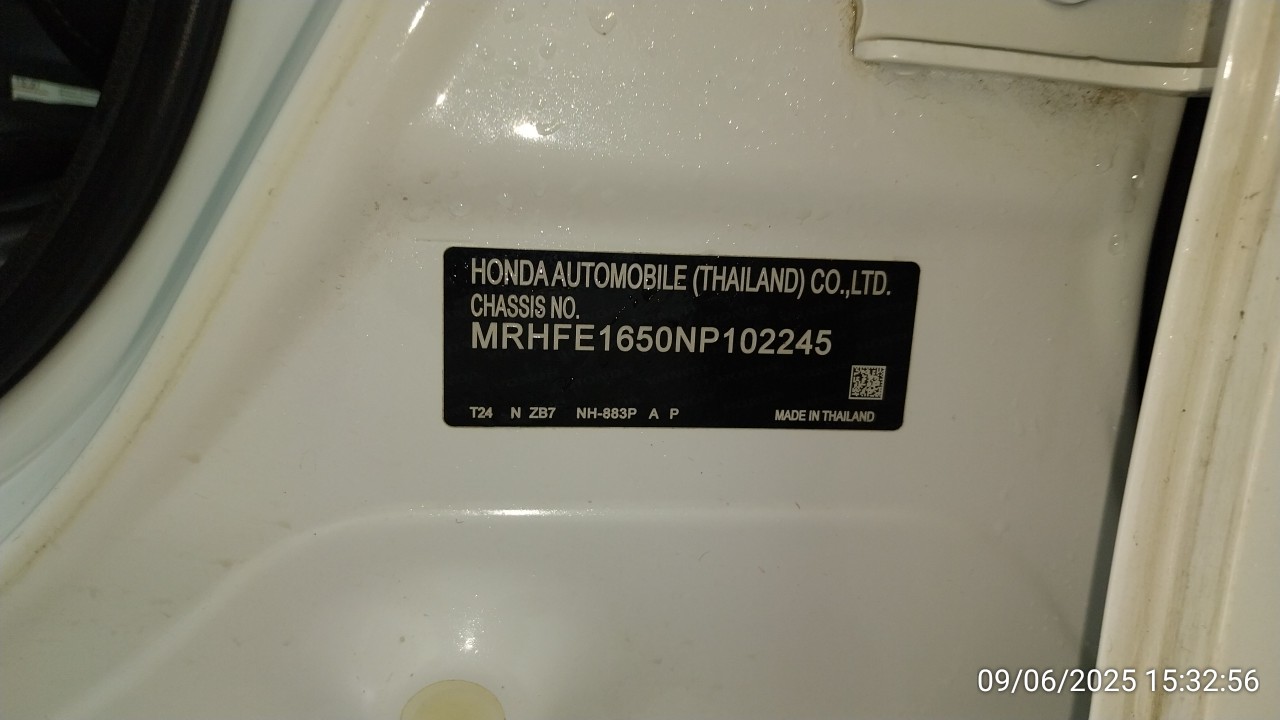 HONDA AUTOMOBILE (THAILAND) CO.,LTD.
CHASSIS NO.
MRHFE1650NP102245
T24 N ZB7 NH-883P A P MADE IN THAILAND
09/06/2025 15:32:56